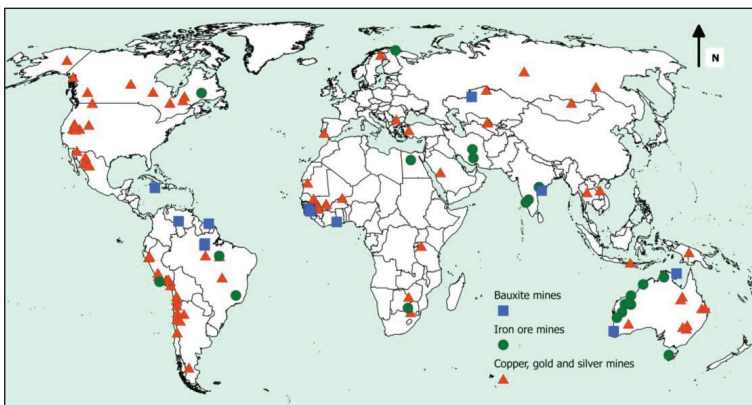 N
Bauxite mines
Iron ore mines
Copper, gold and silver mines